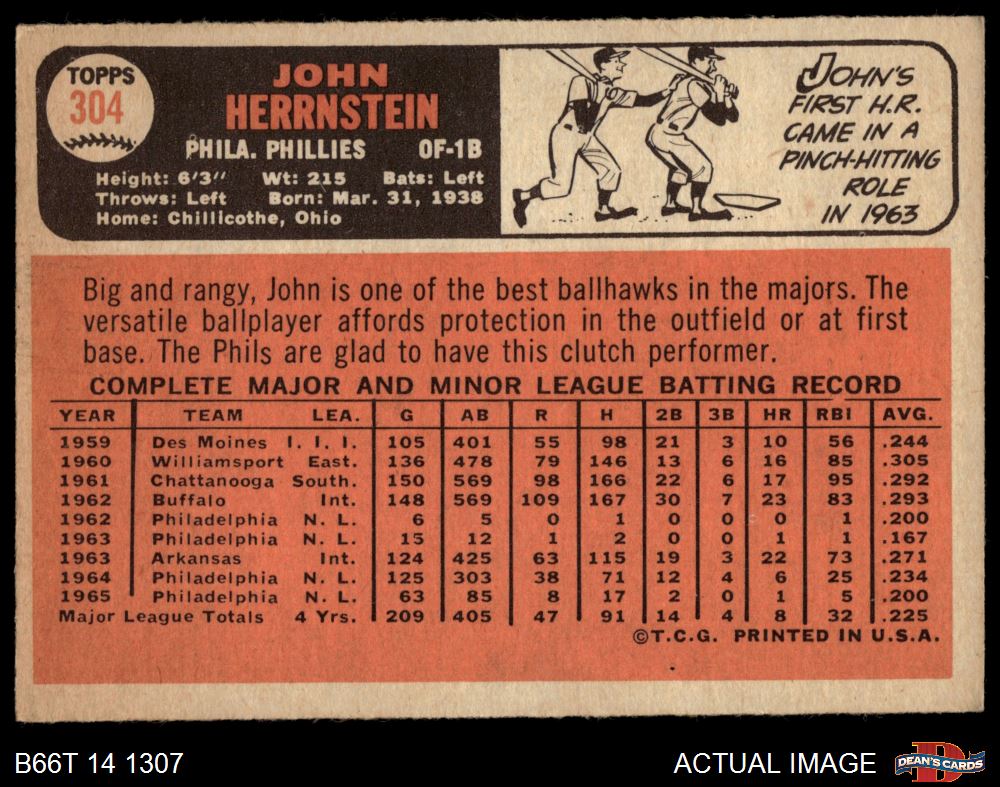 TOPPS
304
JOHN
HERRNSTEIN
PHILA. PHILLIES OF-1B
Height: 6'3" Wt: 215 Bats: Left
Throws: Left Born: Mar. 31, 1938
Home: Chillicothe, Ohio
JOHN'S
FIRST H.R.
CAME IN A
PINCH-HITTING
ROLE
IN 1963
Big and rangy, John is one of the best ballhawks in the majors. The
versatile ballplayer affords protection in the outfield or at first
base. The Phils are glad to have this clutch performer.
COMPLETE MAJOR AND MINOR LEAGUE BATTING RECORD
YEAR TEAM LEA. G AB R H 2B 3B HR RBI AVG.
1959 Des Moines I. I. I. 105 401 55 98 21 3 10 56 .244
1960 Williamsport East. 136 478 79 146 13 6 16 85 .305
1961 Chattanooga South. 150 569 98 166 22 6 17 95 .292
1962 Buffalo Int. 148 569 109 167 30 7 23 83 .293
1962 Philadelphia N. L. 6 5 0 1 0 0 0 1 .200
1963 Philadelphia N. L. 15 12 1 2 0 0 1 1 .167
1963 Arkansas Int. 124 425 63 115 19 3 22 73 .271
1964 Philadelphia N. L. 125 303 38 71 12 4 6 25 .234
1965 Philadelphia N. L. 63 85 8 17 2 0 1 5 .200
Major League Totals 4 Yrs. 209 405 47 91 14 4 8 32 .225
©T.C.G. PRINTED IN U.S.A.
B66T 14 1307
ACTUAL IMAGE
DEAN'S CARDS